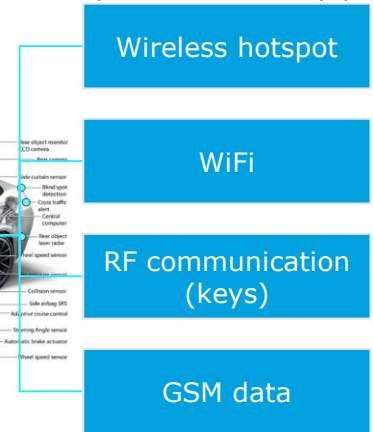 Wireless hotspot
WiFi
RF communication
(keys)
GSM data
Rear object monitor
CCD camera
Rear camera
Side curtain sensor
Blind spot
detection
Cross traffic
alert
Central
computer
Rear object
laser radar
Wheel speed sensor
Collision sensor
Side airbag SRS
Adaptive cruise control
Steering Angle sensor
Automatic brake actuator
Wheel speed sensor